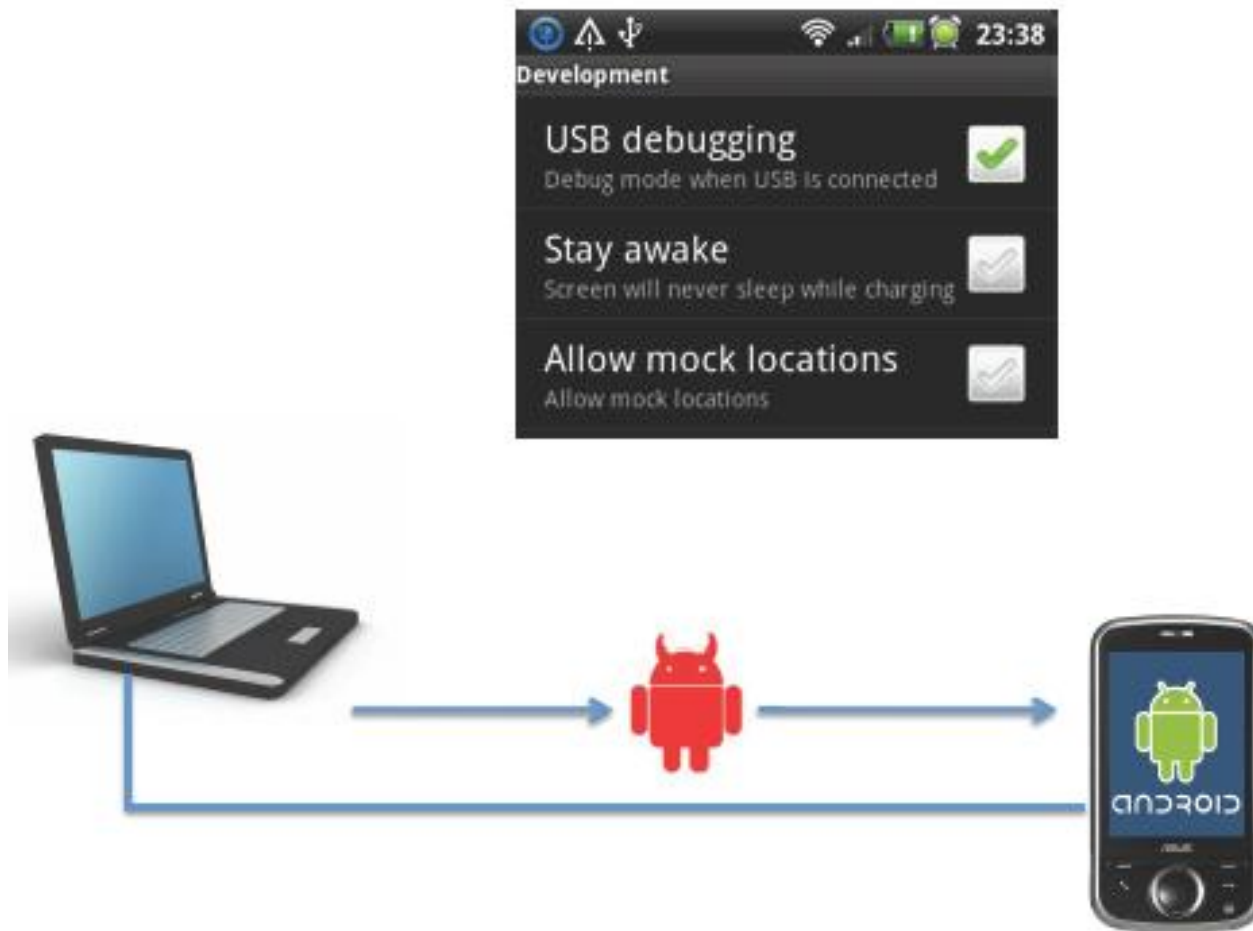 23:38
Development
USB debugging
Debug mode when USB is connected
Stay awake
Screen will never sleep while charging
Allow mock locations
Allow mock locations
ANDROID
ASUS